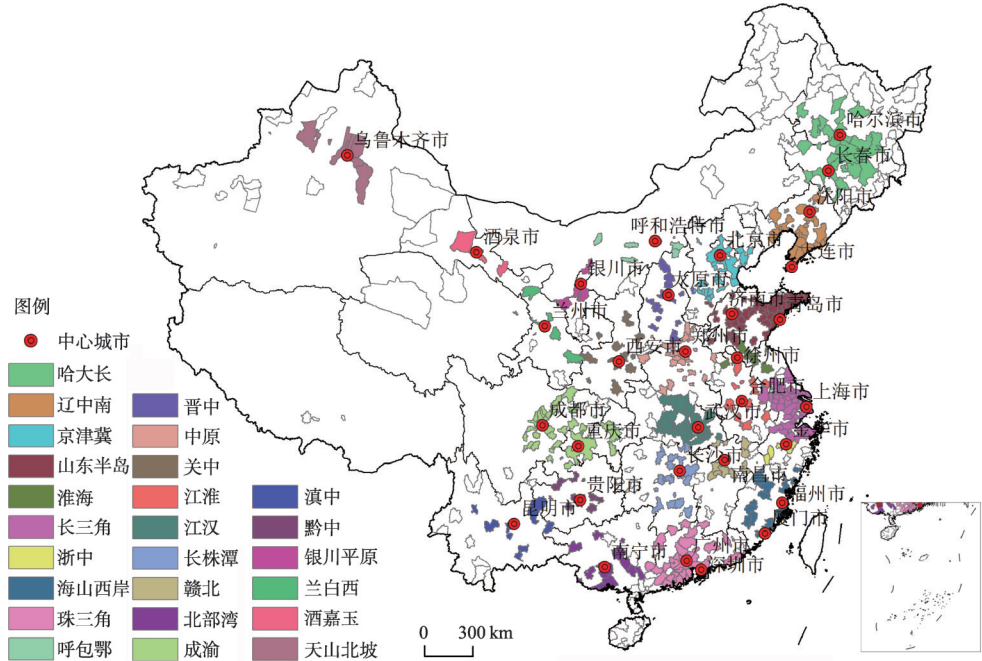 哈尔滨市
乌鲁木齐市
长春市
沈阳市
呼和浩特市
酒泉市
北京市
大连市
银川市
太原市
济南市
青岛市
兰州市
郑州市
西安市
徐州市
合肥市
上海市
成都市
武汉市
重庆市
金华市
长沙市
南昌市
贵阳市
福州市
昆明市
厦门市
南宁市
广州市
深圳市
图例
中心城市
哈大长
辽中南
晋中
京津冀
中原
山东半岛
关中
淮海
江淮
滇中
长三角
江汉
黔中
浙中
长株潭
银川平原
海山西岸
赣北
兰白西
珠三角
北部湾
酒嘉玉
呼包鄂
成渝
天山北坡
0 300 km